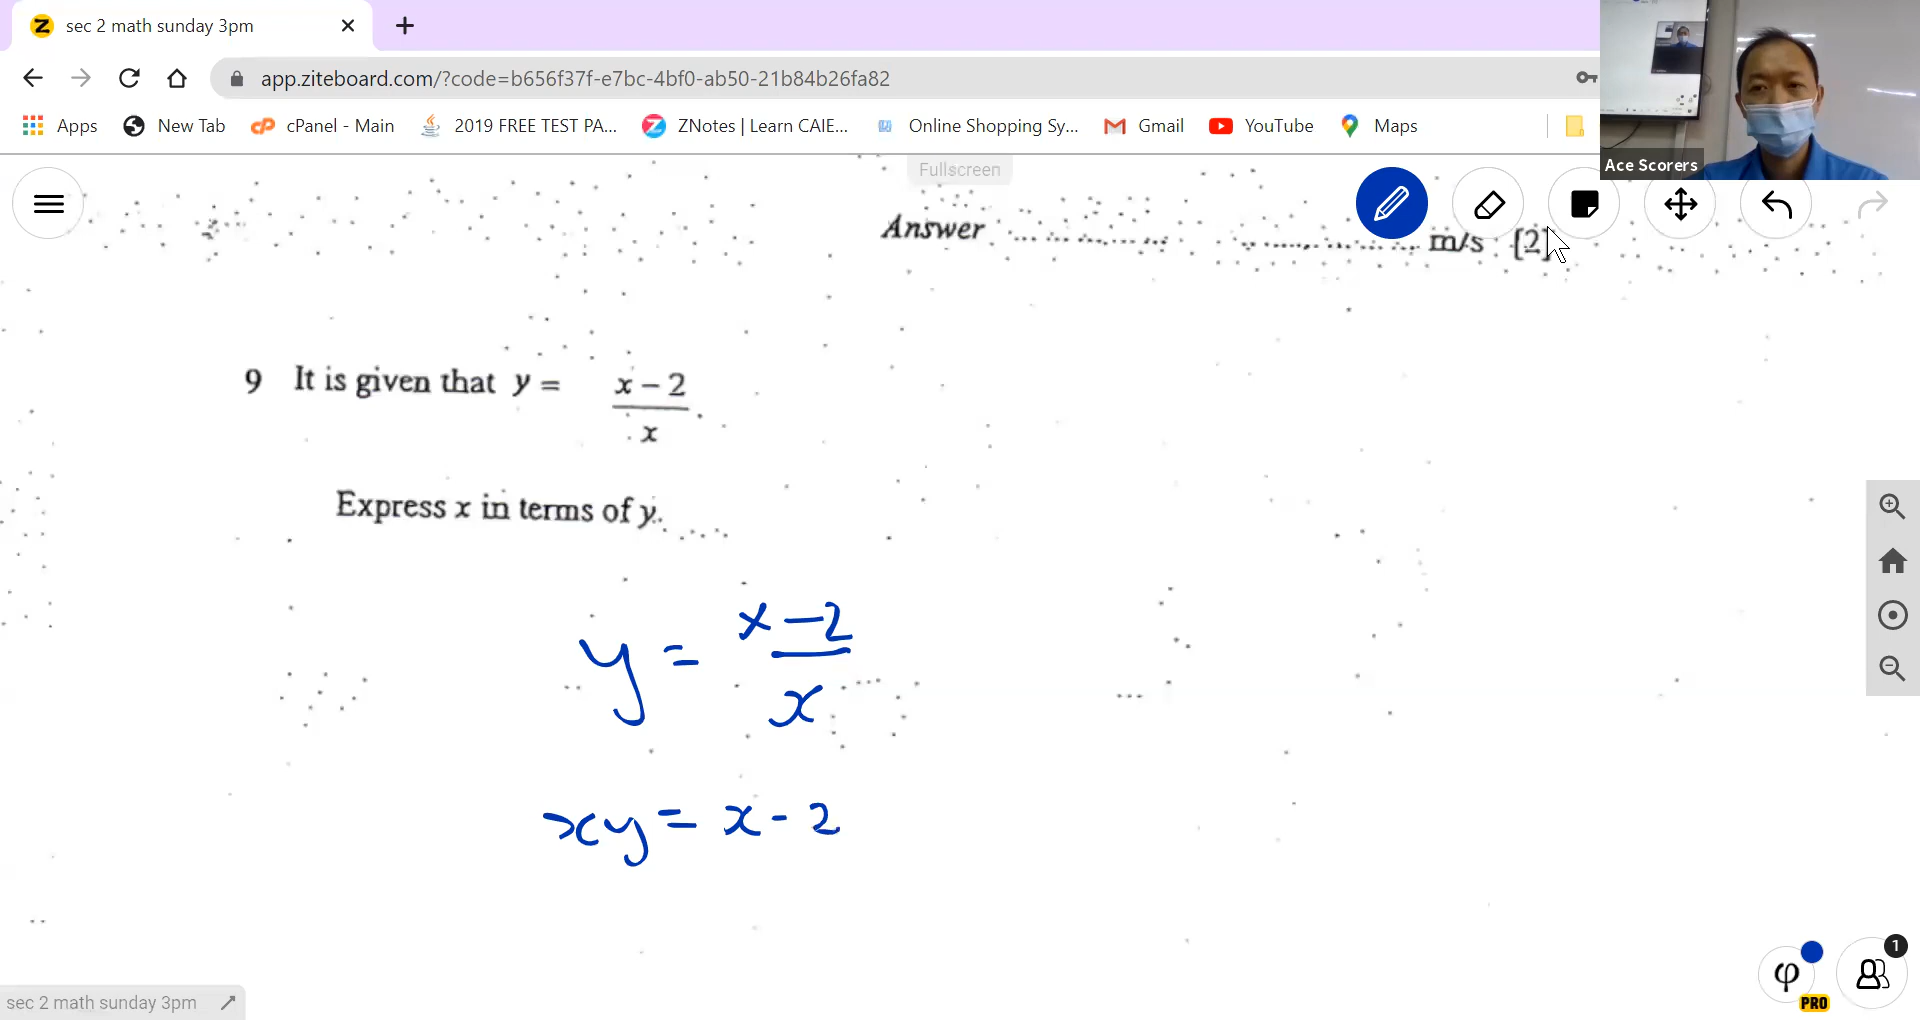 sec 2 math sunday 3pm
app.ziteboard.com/?code=b656f37f-e7bc-4bf0-ab50-21b84b26fa82
Apps New Tab cPanel - Main 2019 FREE TEST PA... ZNotes | Learn CAIE... Online Shopping Sy... Gmail YouTube Maps
Ace Scorers
Fullscreen
Answer .................... m/s [2]
9 It is given that y = x – 2
x .
Express x in terms of y.
y = x – 2
x
xy = x - 2
1
φ
PRO
sec 2 math sunday 3pm